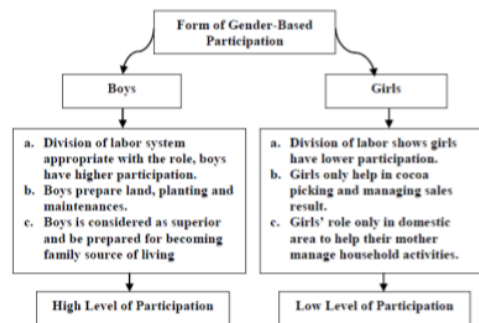 Form of Gender-Based
Participation
Boys
Girls
a. Division of labor system
appropriate with the role, boys
have higher participation.
b. Boys prepare land, planting and
maintenances.
c. Boys is considered as superior
and be prepared for becoming
family source of living
a. Division of labor shows girls
have lower participation.
b. Girls only help in cocoa
picking and managing sales
result.
c. Girls' role only in domestic
area to help their mother
manage household activities.
High Level of Participation
Low Level of Participation